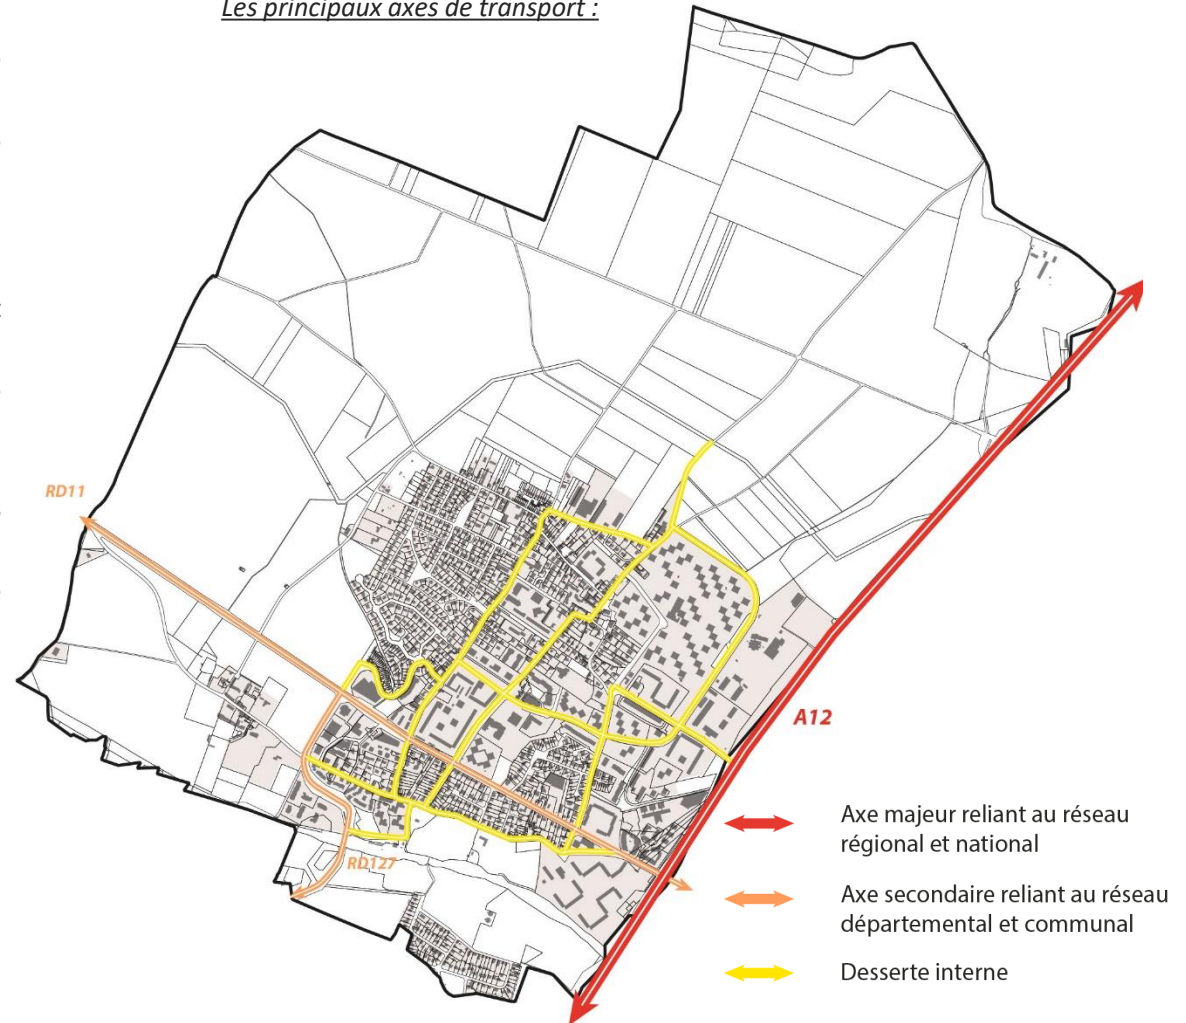 Les principaux axes de transport :
RD11
A12
RD127
Axe majeur reliant au réseau
régional et national
Axe secondaire reliant au réseau
départemental et communal
Desserte interne